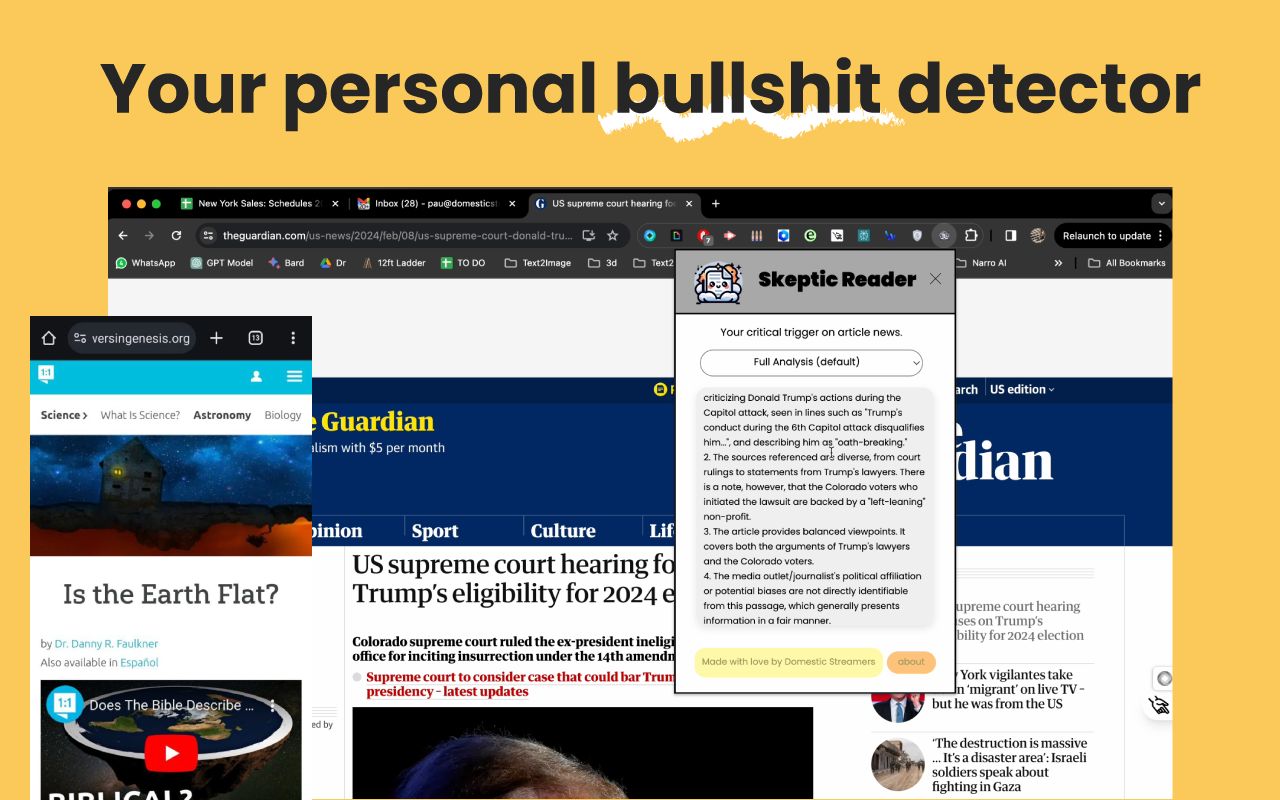 Your personal bullshit detector
New York Sales: Schedules 2
Inbox (28) - pau@domesticst
US supreme court hearing fo
theguardian.com/us-news/2024/feb/08/us-supreme-court-donald-tru...
7
Relaunch to update
WhatsApp
GPT Model
Bard
Dr
12ft Ladder
TO DO
Text2Image
3d
Text2
Narro AI
»
All Bookmarks
Skeptic Reader
Your critical trigger on article news.
Full Analysis (default)
criticizing Donald Trump's actions during the
Capitol attack, seen in lines such as "Trump's
conduct during the 6th Capitol attack disqualifies
him...", and describing him as "oath-breaking."
2. The sources referenced are diverse, from court
rulings to statements from Trump's lawyers. There
is a note, however, that the Colorado voters who
initiated the lawsuit are backed by a "left-leaning"
non-profit.
3. The article provides balanced viewpoints. It
covers both the arguments of Trump's lawyers
and the Colorado voters.
4. The media outlet/journalist's political affiliation
or potential biases are not directly identifiable
from this passage, which generally presents
information in a fair manner.
Made with love by Domestic Streamers
about
versingenesis.org
13
1:1
Science
What Is Science?
Astronomy
Biology
Is the Earth Flat?
by Dr. Danny R. Faulkner
Also available in Español
1:1
Does The Bible Describe ...
BIBLICAL?
e Guardian
alism with $5 per month
arch
US edition
dian
pinion
Sport
Culture
Lif
US supreme court hearing fo
Trump's eligibility for 2024 e
Colorado supreme court ruled the ex-president ineligi
office for inciting insurrection under the 14th amendn
Supreme court to consider case that could bar Trum
presidency – latest updates
ed by
upreme court hearing
ses on Trump's
ibility for 2024 election
York vigilantes take
n 'migrant' on live TV –
but he was from the US
'The destruction is massive
... It's a disaster area': Israeli
soldiers speak about
fighting in Gaza